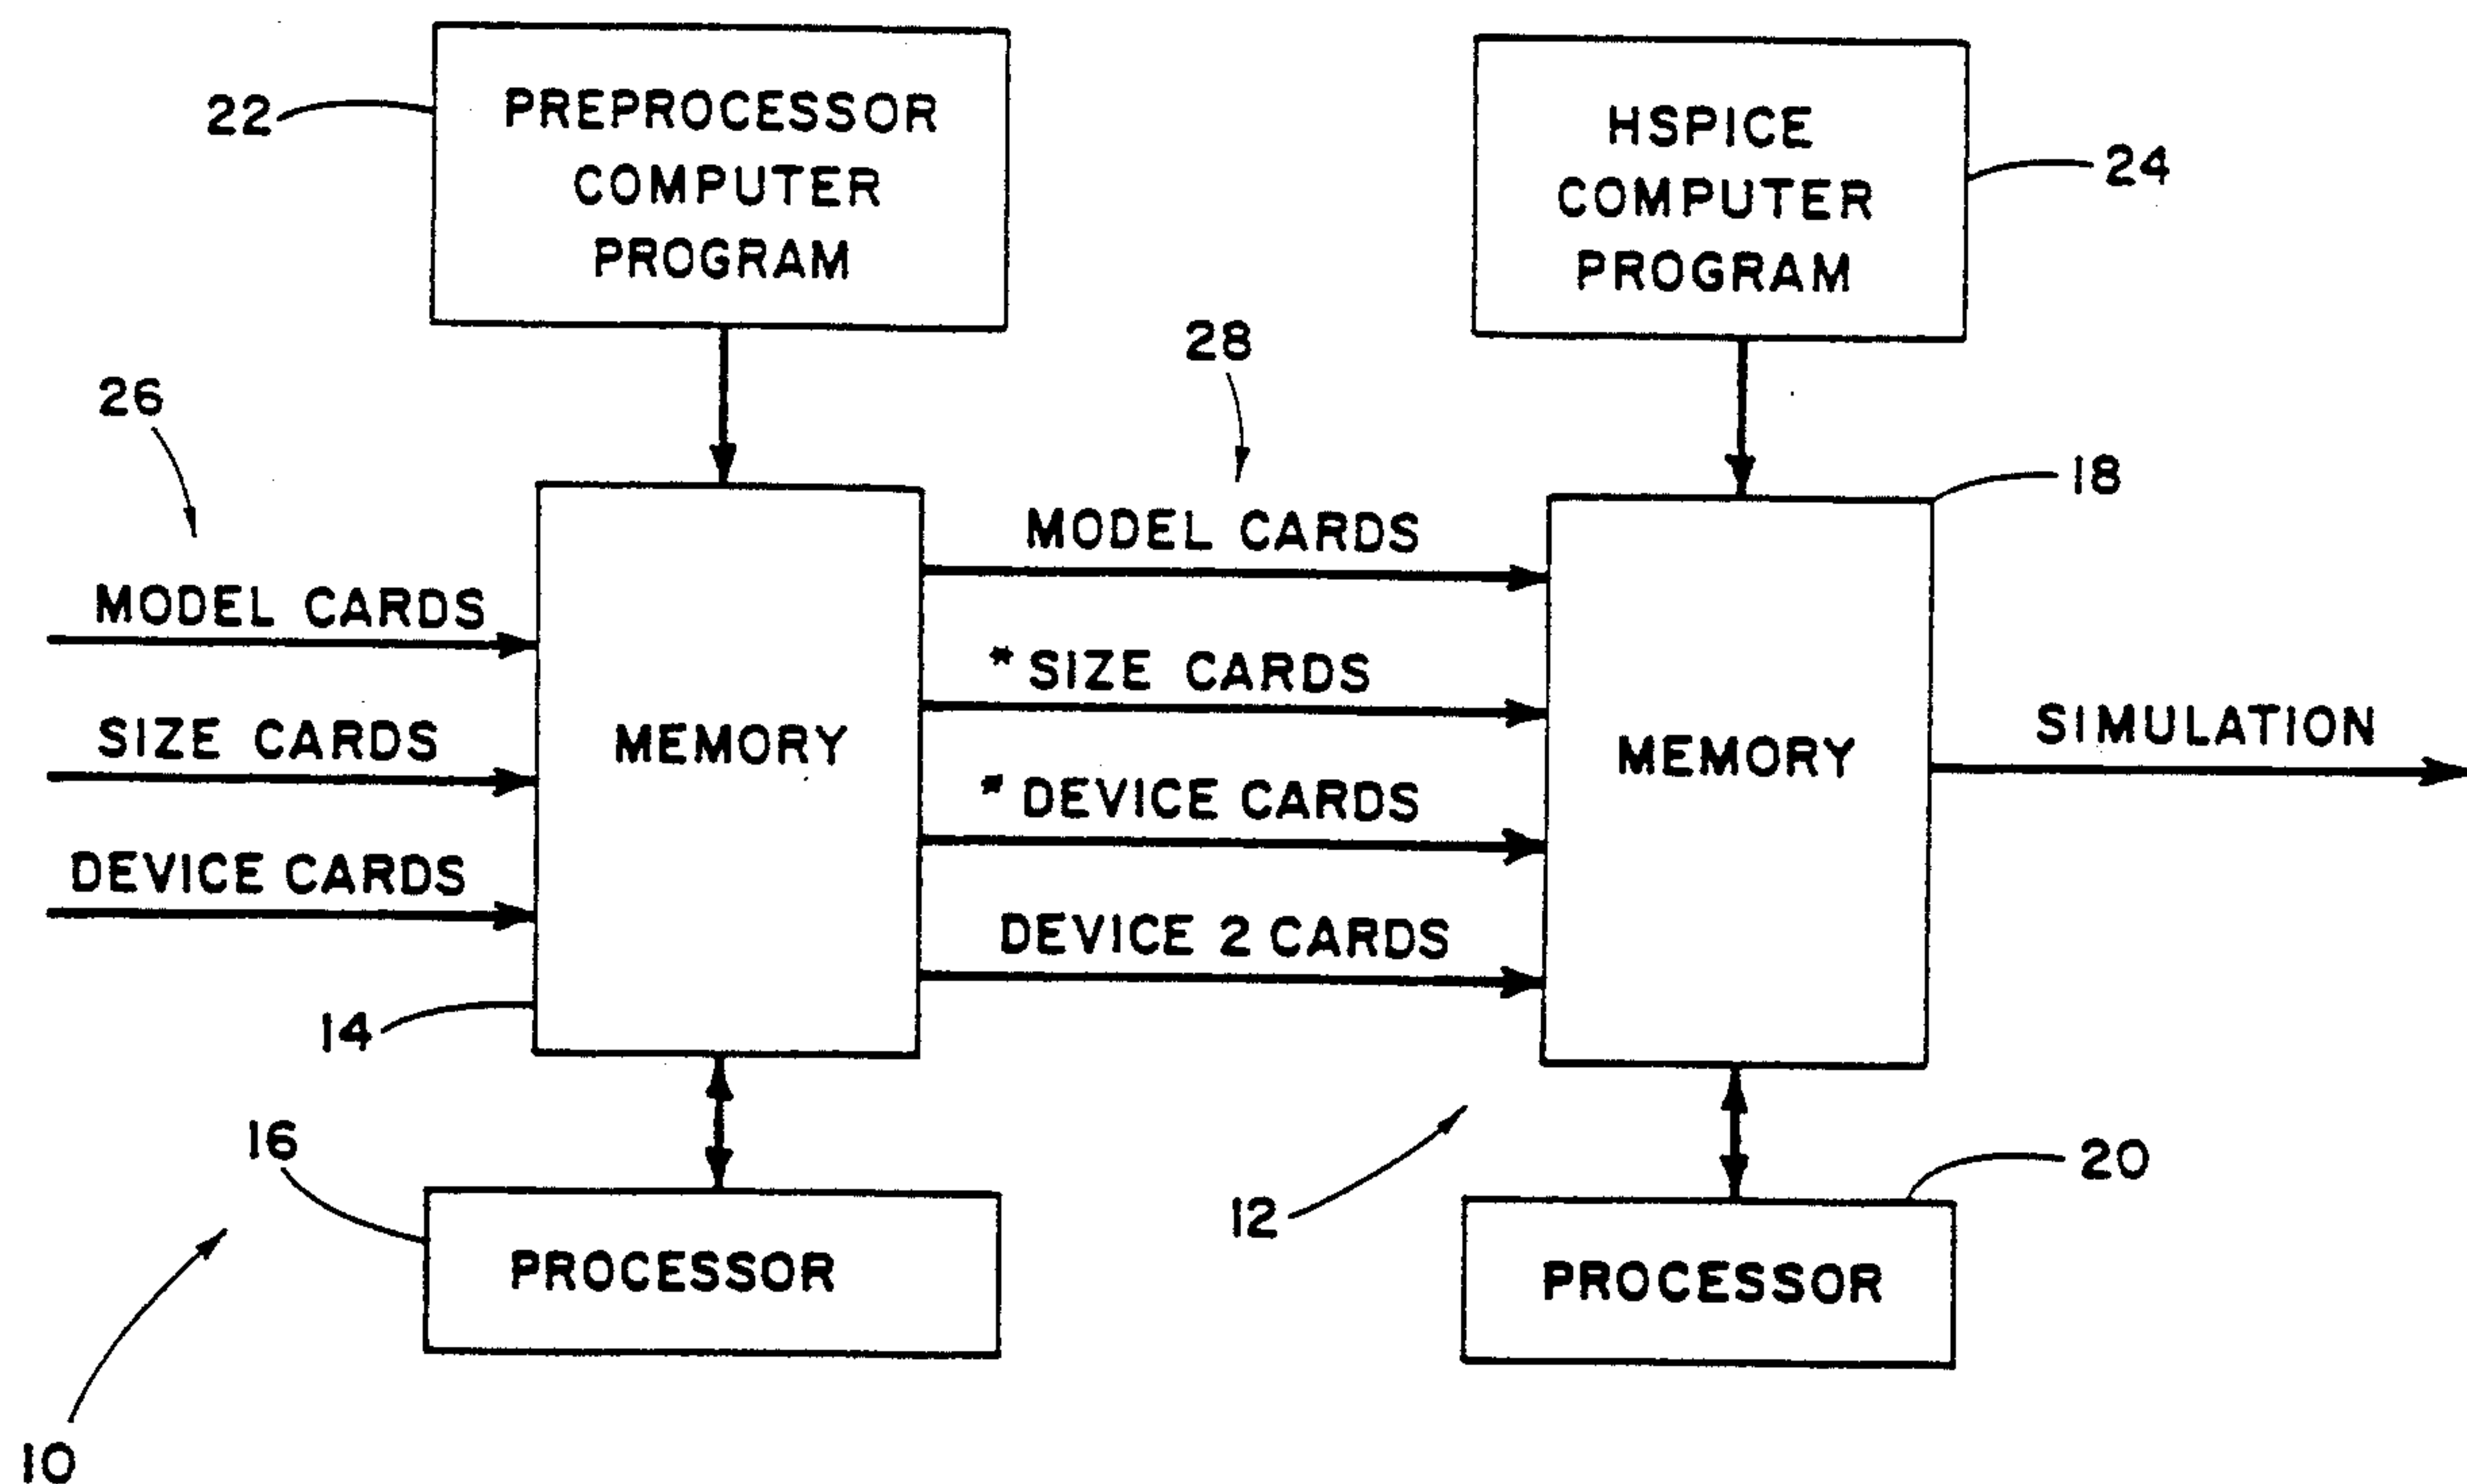 22
PREPROCESSOR
COMPUTER
PROGRAM
HSPICE
COMPUTER
PROGRAM
24
26
28
18
MODEL CARDS
SIZE CARDS
DEVICE CARDS
MEMORY
14
MODEL CARDS
* SIZE CARDS
* DEVICE CARDS
DEVICE 2 CARDS
MEMORY
SIMULATION
16
PROCESSOR
12
PROCESSOR
20
10